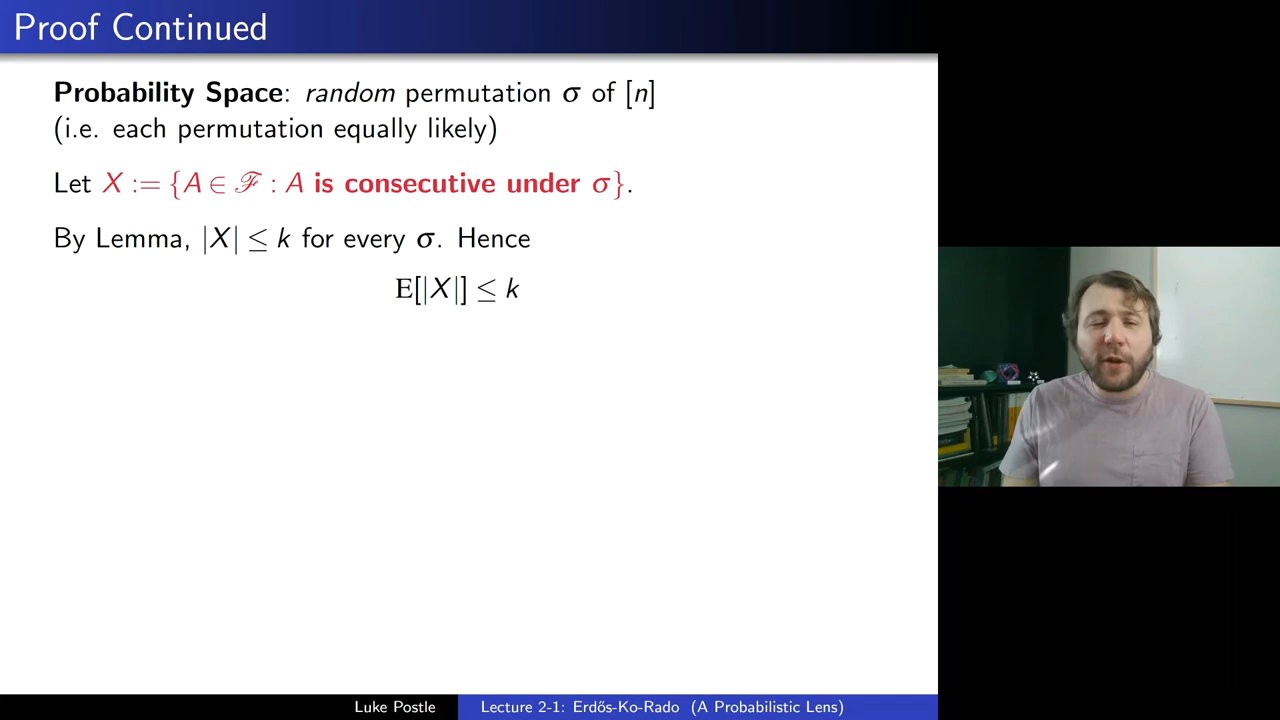 Proof Continued
Probability Space: random permutation σ of [n]
(i.e. each permutation equally likely)
Let X := {A ∈ ℱ : A is consecutive under σ}.
By Lemma, |X| ≤ k for every σ. Hence
E[|X|] ≤ k
Luke Postle
Lecture 2-1: Erdős-Ko-Rado (A Probabilistic Lens)